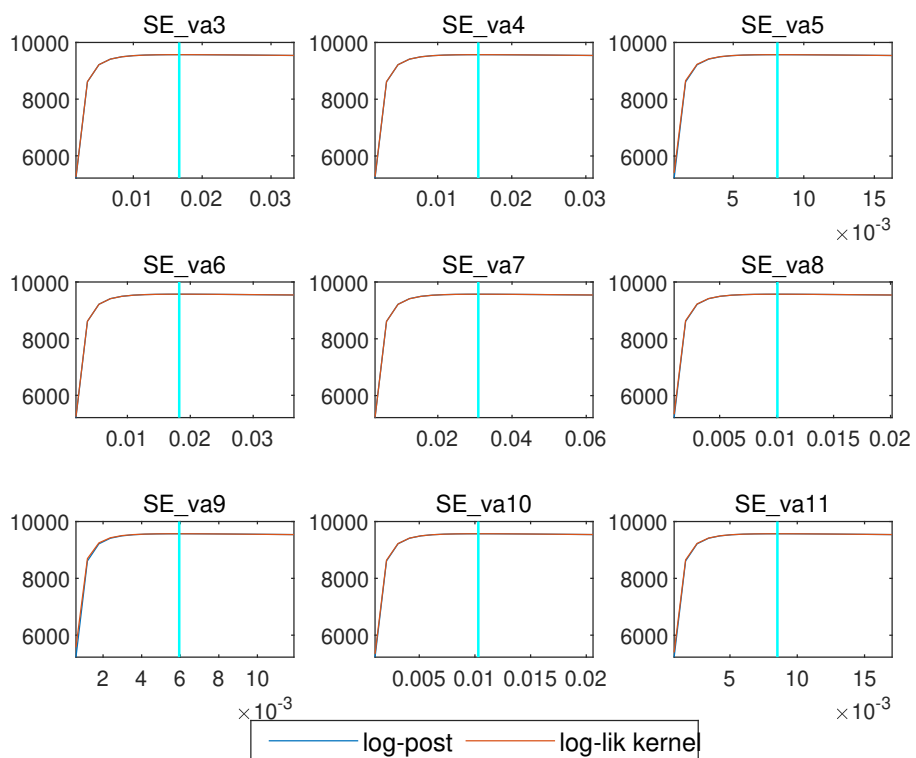 SE_va3 SE_va4 SE_va5
10000 10000 10000
8000 8000 8000
6000 6000 6000
0.01 0.02 0.03 0.01 0.02 0.03 5 10 15
×10-3
SE_va6 SE_va7 SE_va8
10000 10000 10000
8000 8000 8000
6000 6000 6000
0.01 0.02 0.03 0.02 0.04 0.06 0.005 0.01 0.015 0.02
SE_va9 SE_va10 SE_va11
10000 10000 10000
8000 8000 8000
6000 6000 6000
2 4 6 8 10 0.005 0.01 0.015 0.02 5 10 15
×10-3 ×10-3
log-post log-lik kernel